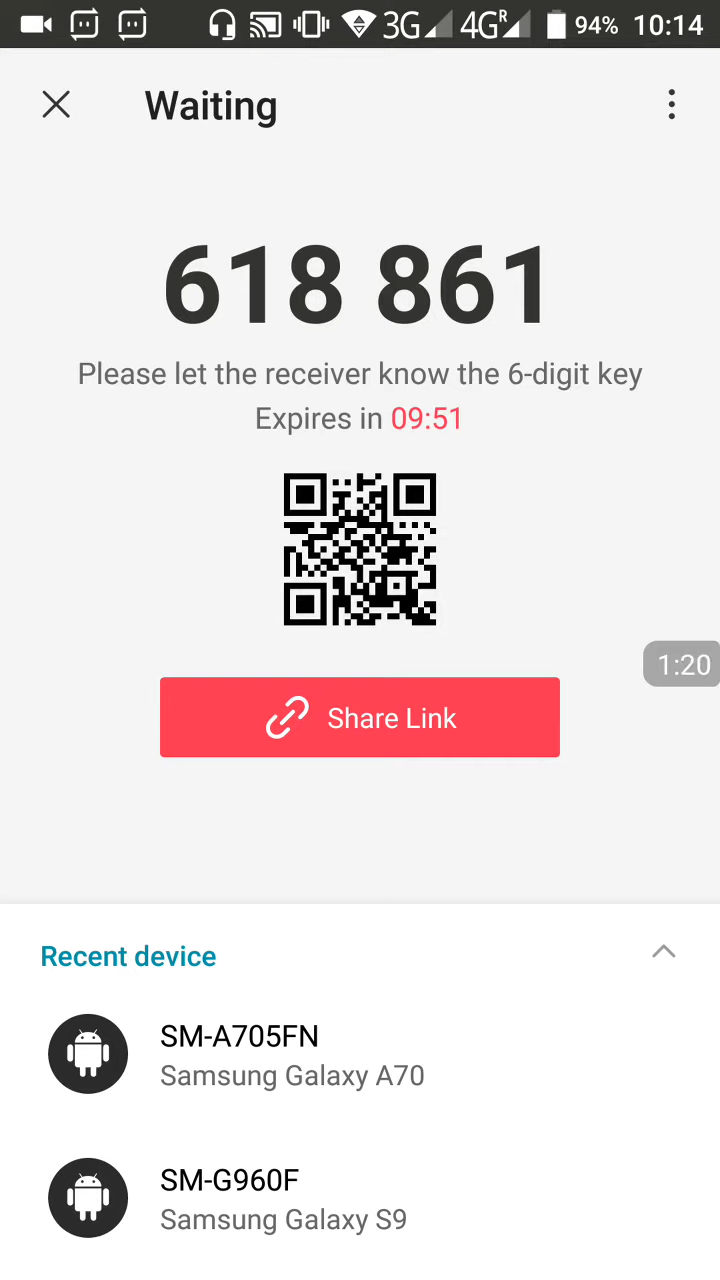 3G 4G R 94% 10:14
Waiting
618 861
Please let the receiver know the 6-digit key
Expires in 09:51
1:20
Share Link
Recent device
SM-A705FN
Samsung Galaxy A70
SM-G960F
Samsung Galaxy S9